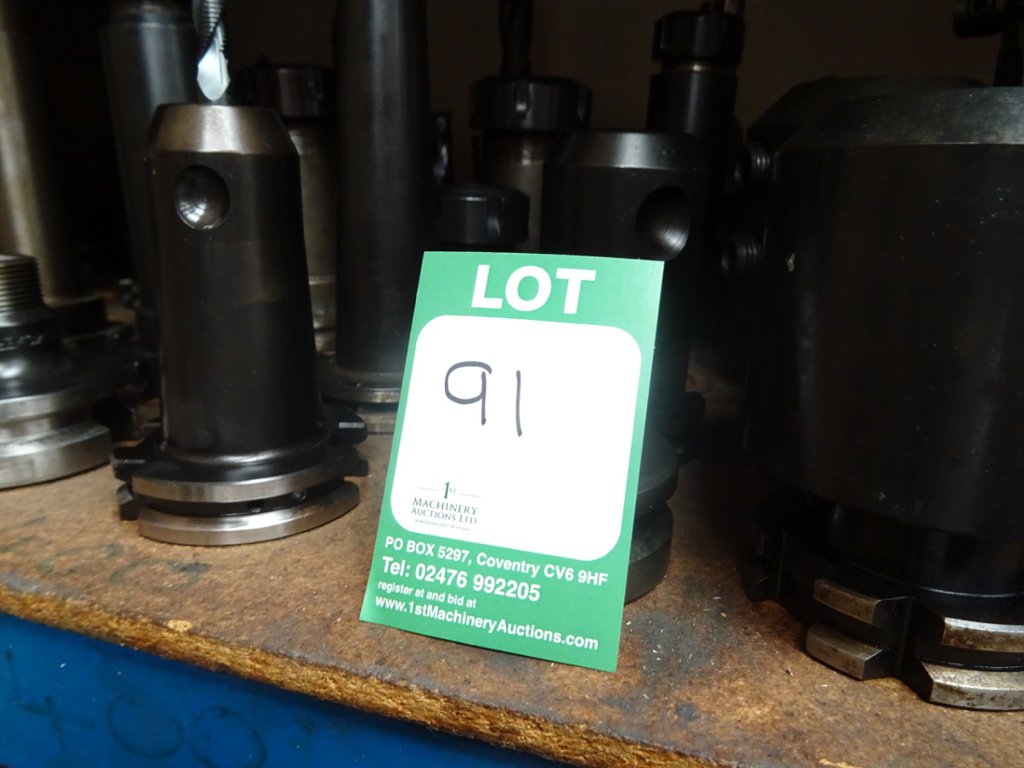 LOT
91
1ST
MACHINERY
AUCTIONS LTD
PO BOX 5297, Coventry CV6 9HF
Tel: 02476 992205
register at and bid at
www.1stMachineryAuctions.com
400